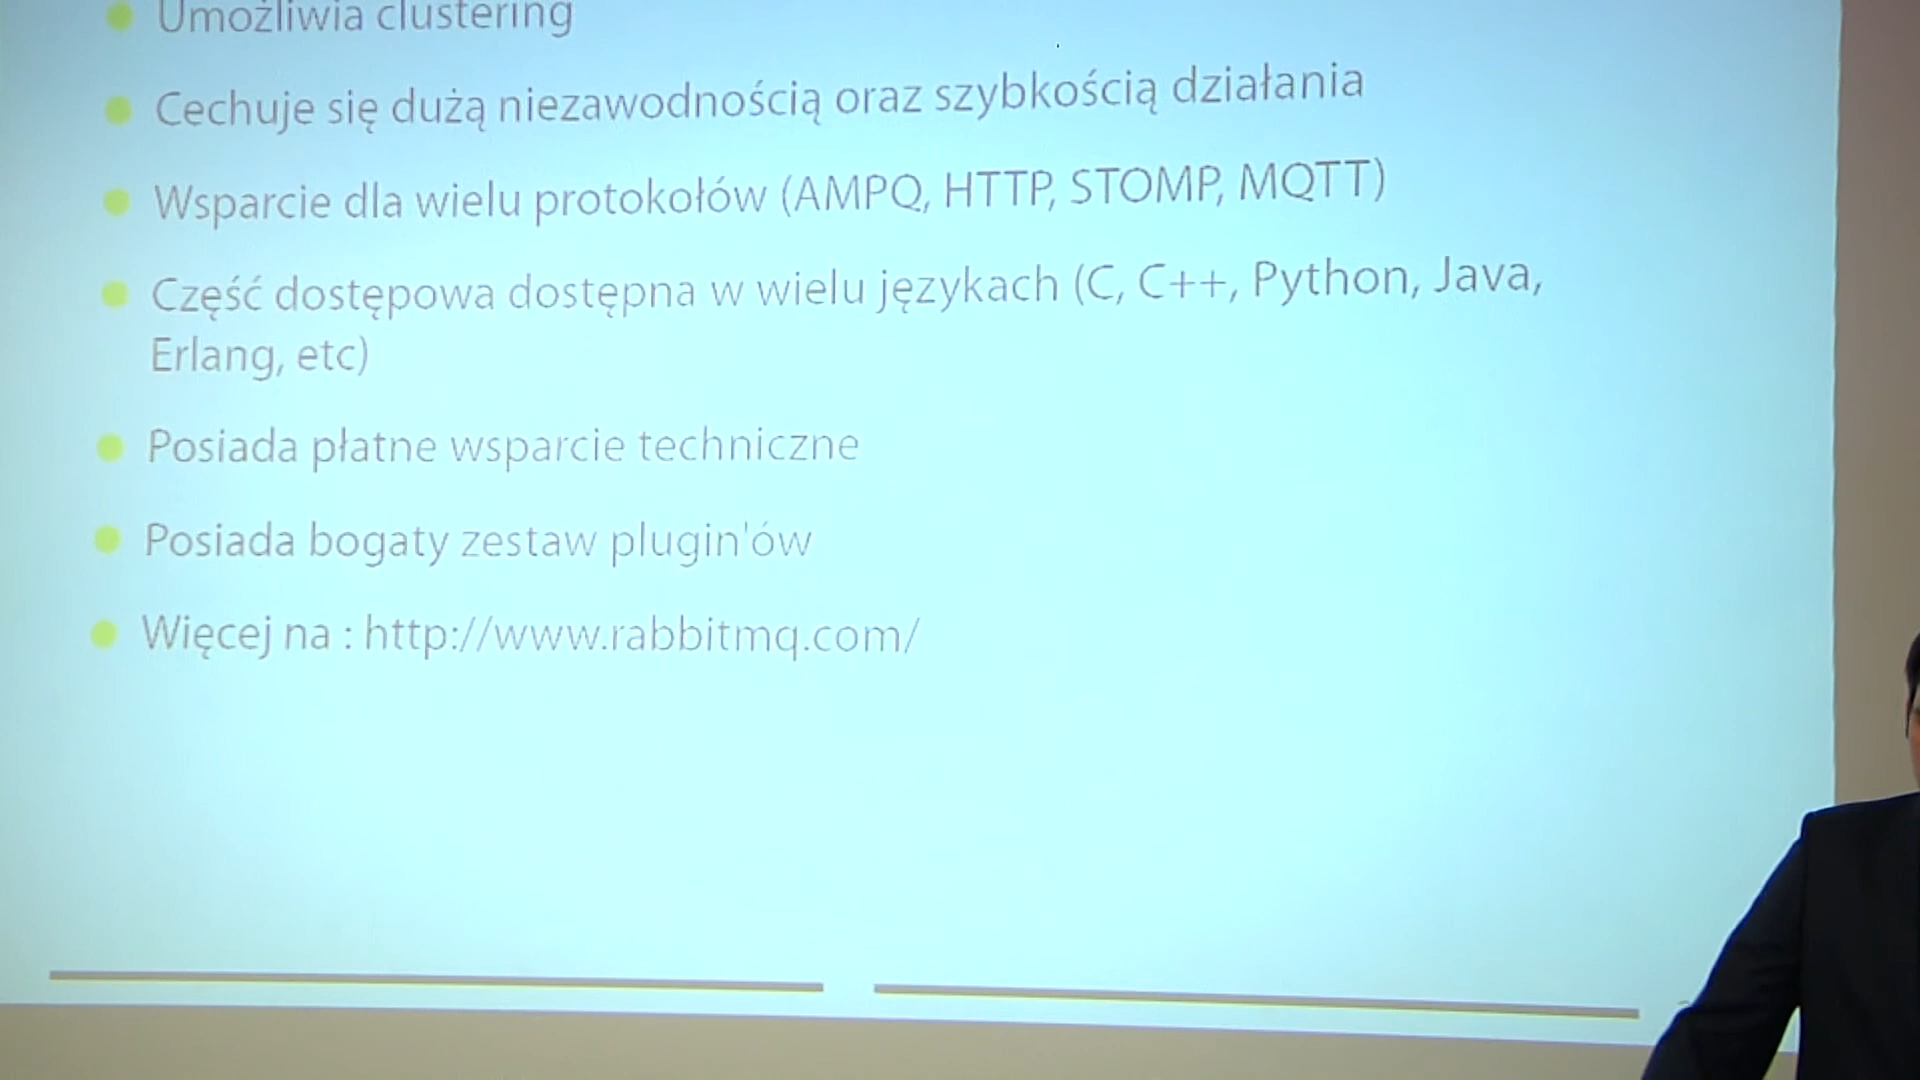 Umożliwia clustering
Cechuje się dużą niezawodnością oraz szybkością działania
Wsparcie dla wielu protokołów (AMPQ, HTTP, STOMP, MQTT)
Część dostępowa dostępna w wielu językach (C, C++, Python, Java,
Erlang, etc)
Posiada płatne wsparcie techniczne
Posiada bogaty zestaw plugin'ów
Więcej na : http://www.rabbitmq.com/